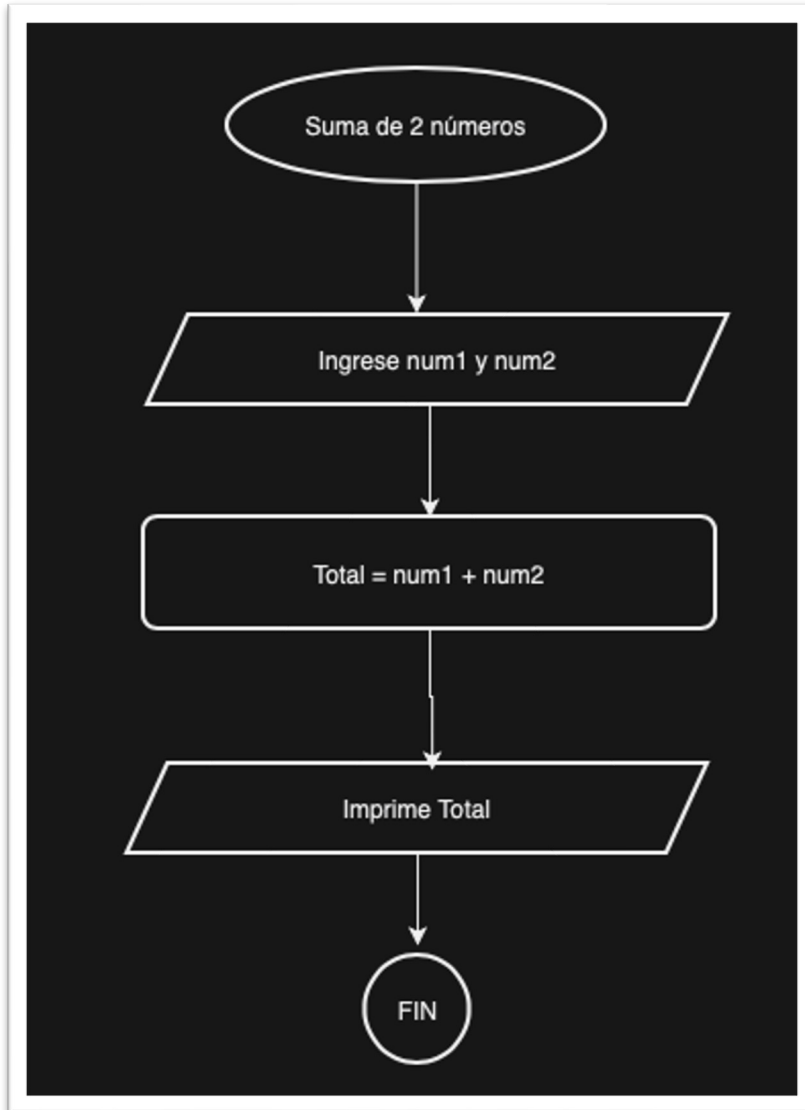 Suma de 2 números
Ingrese num1 y num2
Total = num1 + num2
Imprime Total
FIN